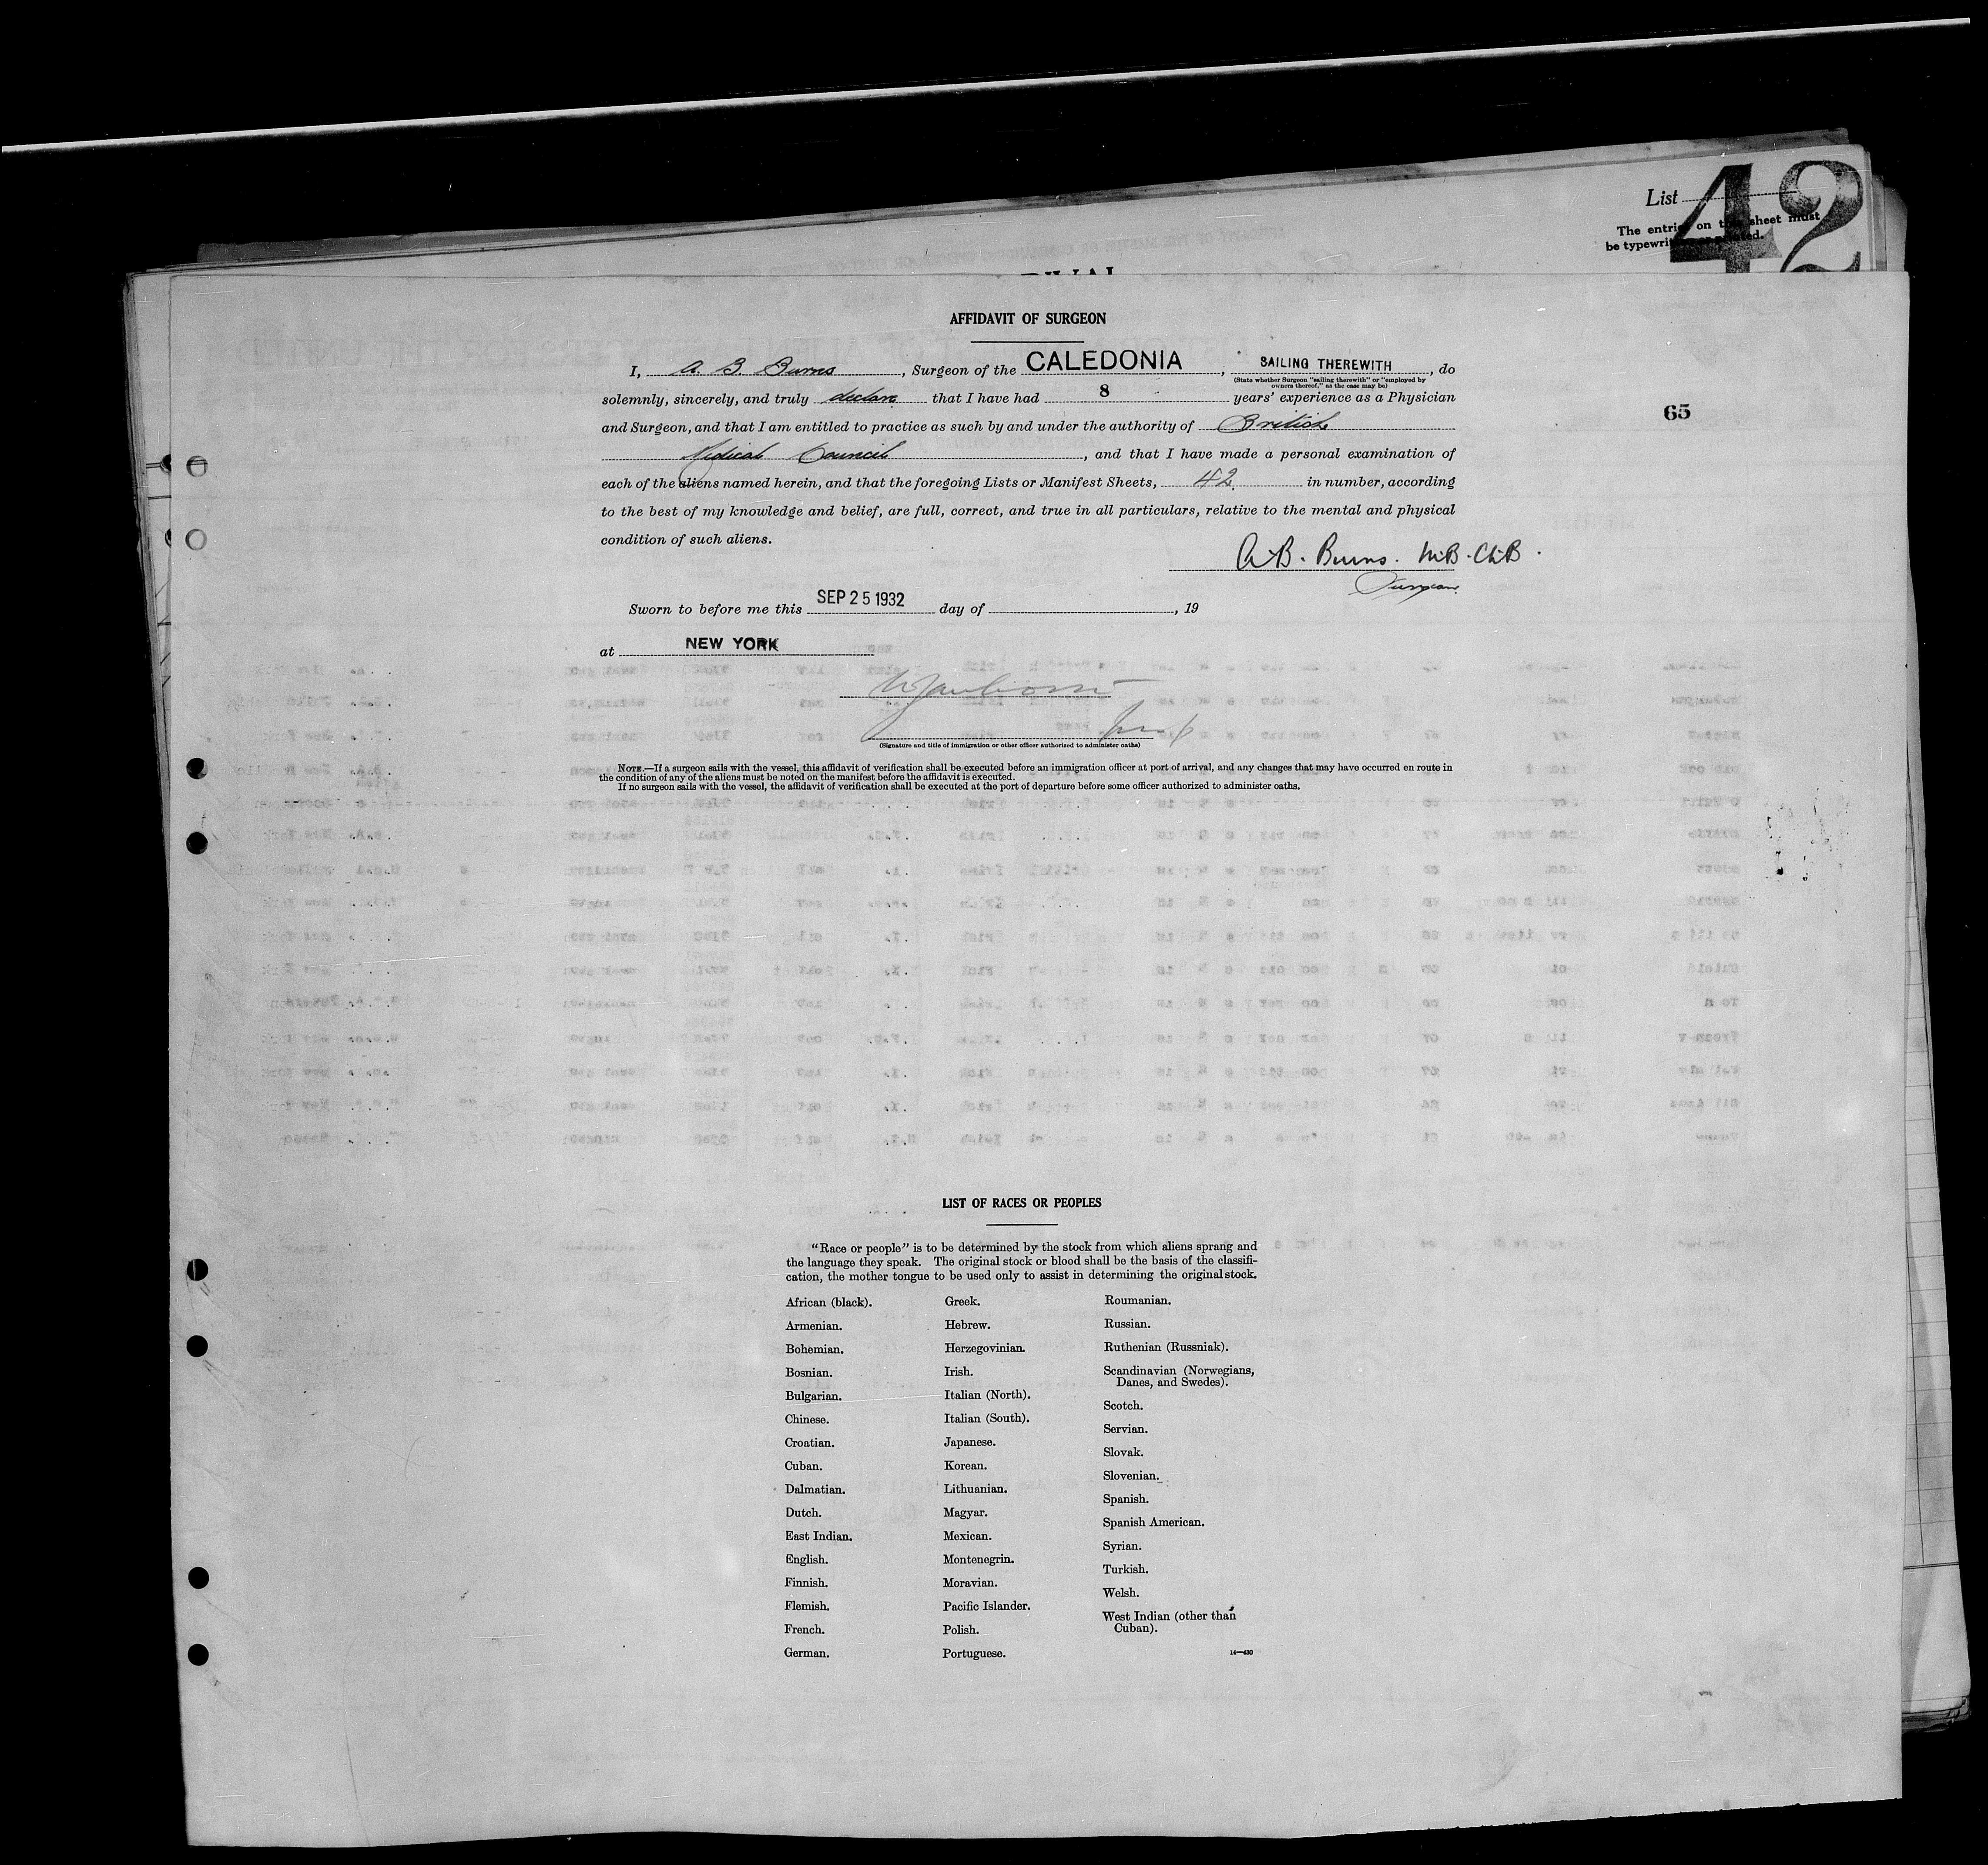 List 42
The entries on this sheet must
be typewritten or printed.
AFFIDAVIT OF SURGEON
I, A. B. Burns, Surgeon of the CALEDONIA, SAILING THEREWITH, do
(State whether Surgeon "sailing therewith" or "employed by
owners thereof," as the case may be)
solemnly, sincerely, and truly declare that I have had 8 years' experience as a Physician
65
and Surgeon, and that I am entitled to practice as such by and under the authority of British
Medical Council, and that I have made a personal examination of
each of the aliens named herein, and that the foregoing Lists or Manifest Sheets, 42 in number, according
to the best of my knowledge and belief, are full, correct, and true in all particulars, relative to the mental and physical
condition of such aliens.
A.B. Burns. M.B. Ch.B.
Surgeon.
Sworn to before me this SEP 25 1932 day of , 19
at NEW YORK
(Signature and title of immigration or other officer authorized to administer oaths)
NOTE.—If a surgeon sails with the vessel, this affidavit of verification shall be executed before an immigration officer at port of arrival, and any changes that may have occurred en route in
the condition of any of the aliens must be noted on the manifest before the affidavit is executed.
If no surgeon sails with the vessel, the affidavit of verification shall be executed at the port of departure before some officer authorized to administer oaths.
LIST OF RACES OR PEOPLES
"Race or people" is to be determined by the stock from which aliens sprang and
the language they speak. The original stock or blood shall be the basis of the classifi-
cation, the mother tongue to be used only to assist in determining the original stock.
African (black).
Armenian.
Bohemian.
Bosnian.
Bulgarian.
Chinese.
Croatian.
Cuban.
Dalmatian.
Dutch.
East Indian.
English.
Finnish.
Flemish.
French.
German.
Greek.
Hebrew.
Herzegovinian.
Irish.
Italian (North).
Italian (South).
Japanese.
Korean.
Lithuanian.
Magyar.
Mexican.
Montenegrin.
Moravian.
Pacific Islander.
Polish.
Portuguese.
Roumanian.
Russian.
Ruthenian (Russniak).
Scandinavian (Norwegians,
Danes, and Swedes).
Scotch.
Servian.
Slovak.
Slovenian.
Spanish.
Spanish American.
Syrian.
Turkish.
Welsh.
West Indian (other than
Cuban).
14—430